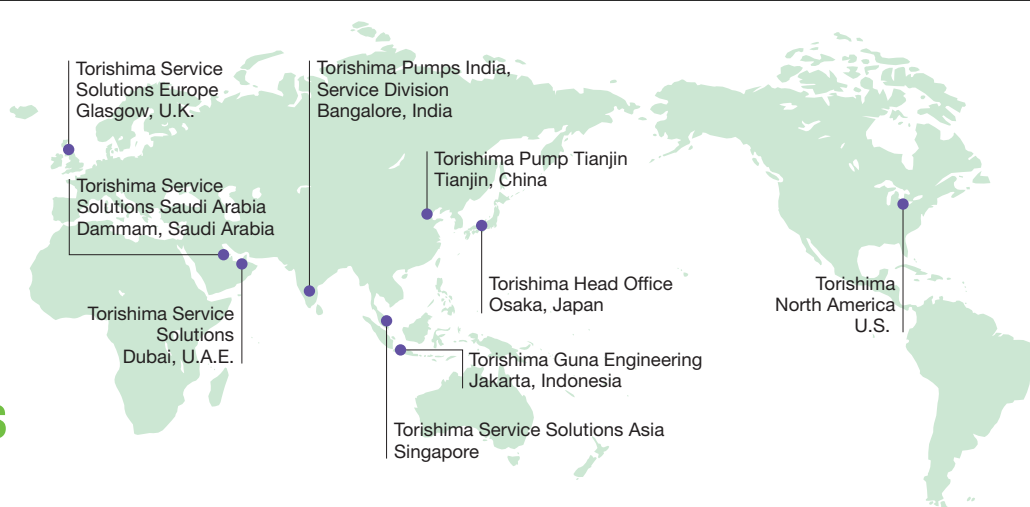 Torishima Service
Solutions Europe
Glasgow, U.K.
Torishima Pumps India,
Service Division
Bangalore, India
Torishima Pump Tianjin
Tianjin, China
Torishima Service
Solutions Saudi Arabia
Dammam, Saudi Arabia
Torishima Head Office
Osaka, Japan
Torishima
North America
U.S.
Torishima Service
Solutions
Dubai, U.A.E.
Torishima Guna Engineering
Jakarta, Indonesia
Torishima Service Solutions Asia
Singapore
s